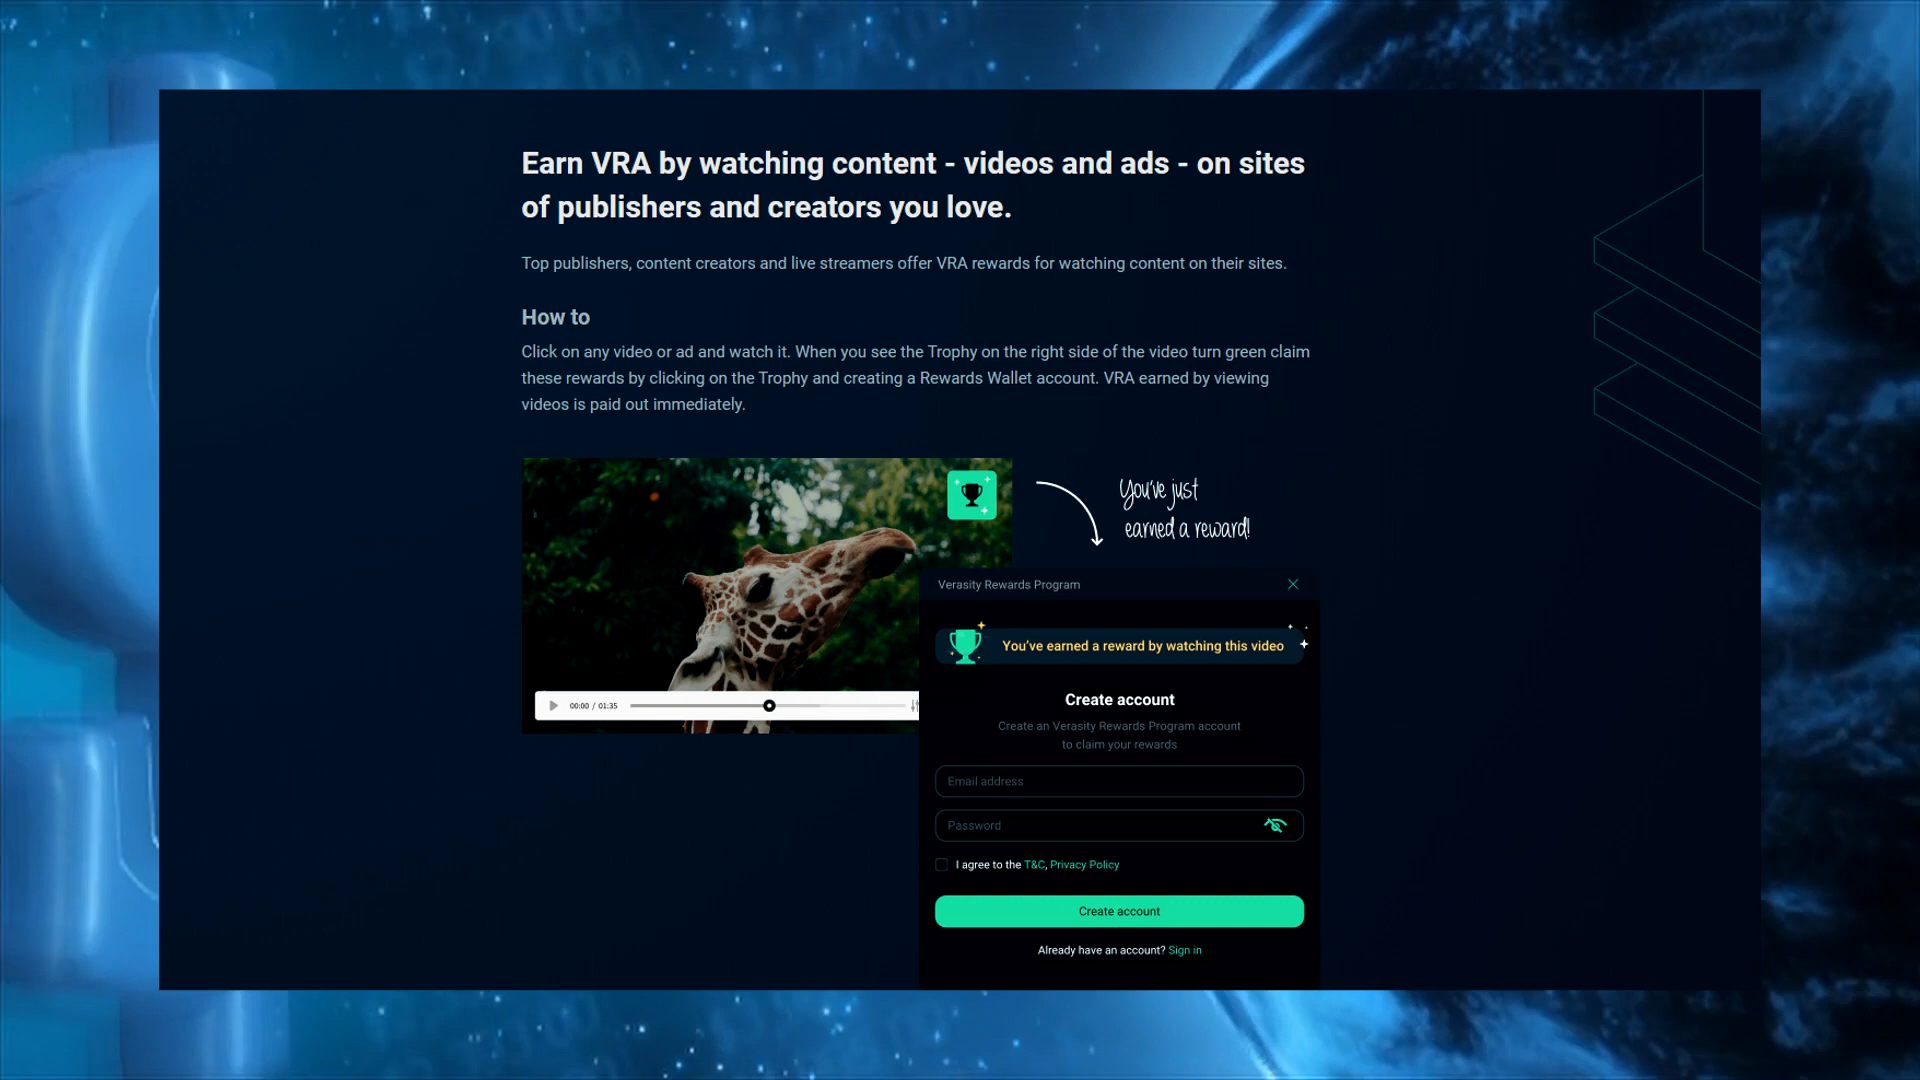 Earn VRA by watching content - videos and ads - on sites
of publishers and creators you love.
Top publishers, content creators and live streamers offer VRA rewards for watching content on their sites.
How to
Click on any video or ad and watch it. When you see the Trophy on the right side of the video turn green claim
these rewards by clicking on the Trophy and creating a Rewards Wallet account. VRA earned by viewing
videos is paid out immediately.
You've just
earned a reward!
00:00 / 01:35
Verasity Rewards Program
You've earned a reward by watching this video
Create account
Create an Verasity Rewards Program account
to claim your rewards
Email address
Password
I agree to the T&C, Privacy Policy
Create account
Already have an account? Sign in